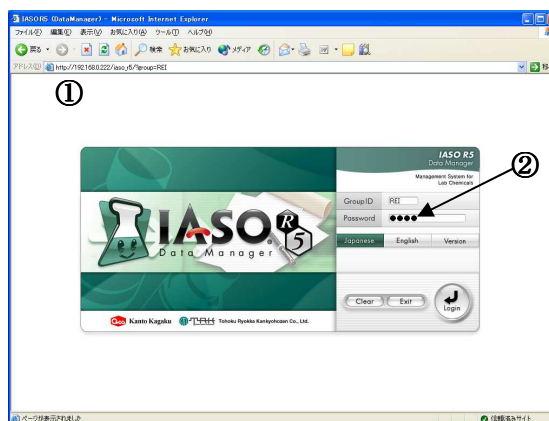 IASO R5 (DataManager) - Microsoft Internet Explorer
ファイル(F) 編集(E) 表示(V) お気に入り(A) ツール(T) ヘルプ(H)
戻る 検索 お気に入り メディア
アドレス(D) http://192.168.0.222/iaso_r5/?group=REI 移動
①
IASO R5
Data Manager
Management System for
Lab Chemicals
②
Group ID REI
Password ●●●●
Japanese English Version
IASO R5
Data Manager
Clear Exit Login
Kanto Kagaku Tohoku Ryokka Kankyohozen Co., Ltd.
ページが表示されました 信頼済みサイト